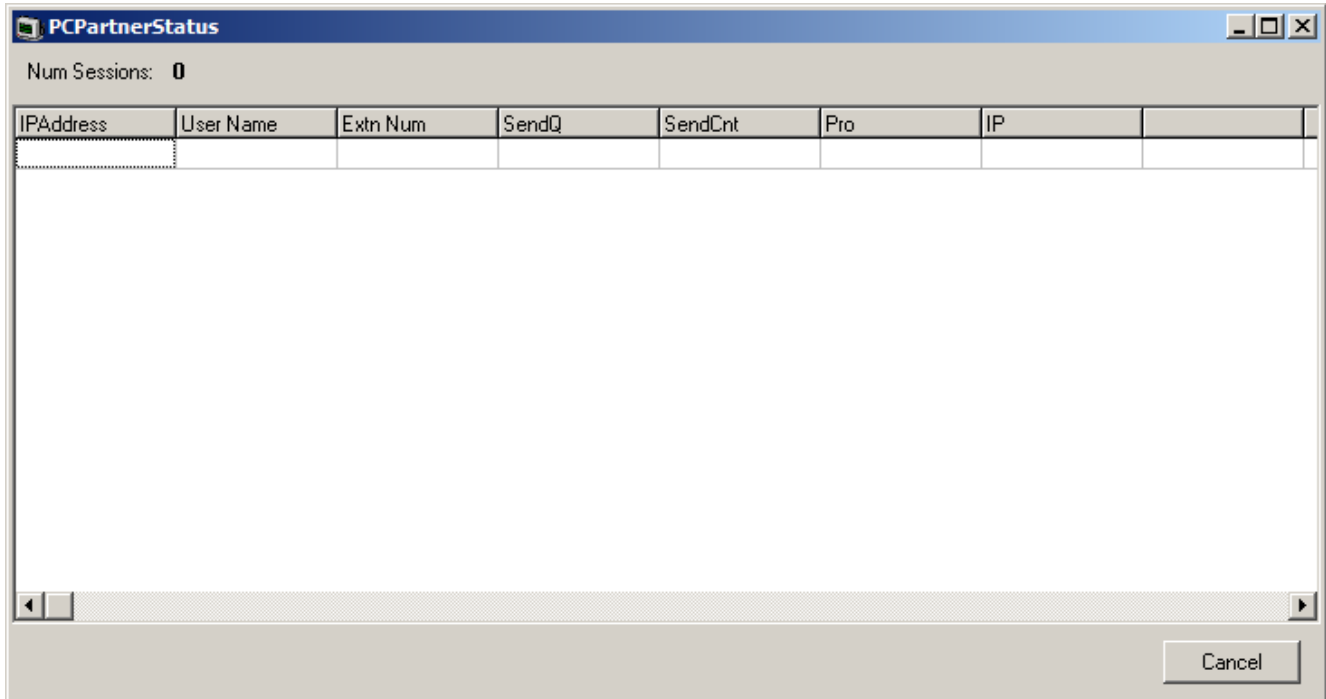 PCPartnerStatus
Num Sessions: 0
IPAddress User Name Extn Num SendQ SendCnt Pro IP
Cancel